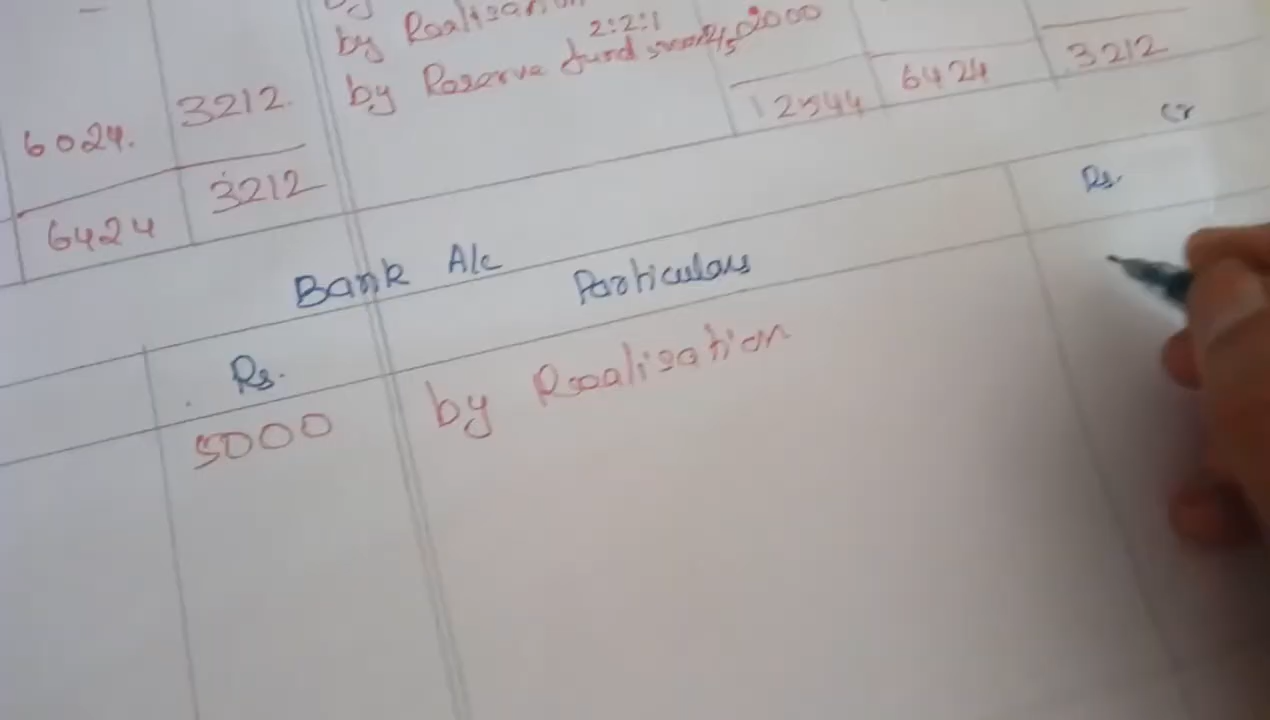 by Realisation
2:2:1
by Reserve fund 2000
3212.
6024.
12544 6424 3212
6424 3212
Cr
Bank A/c
Rs. Particulars Rs.
5000 by Realisation